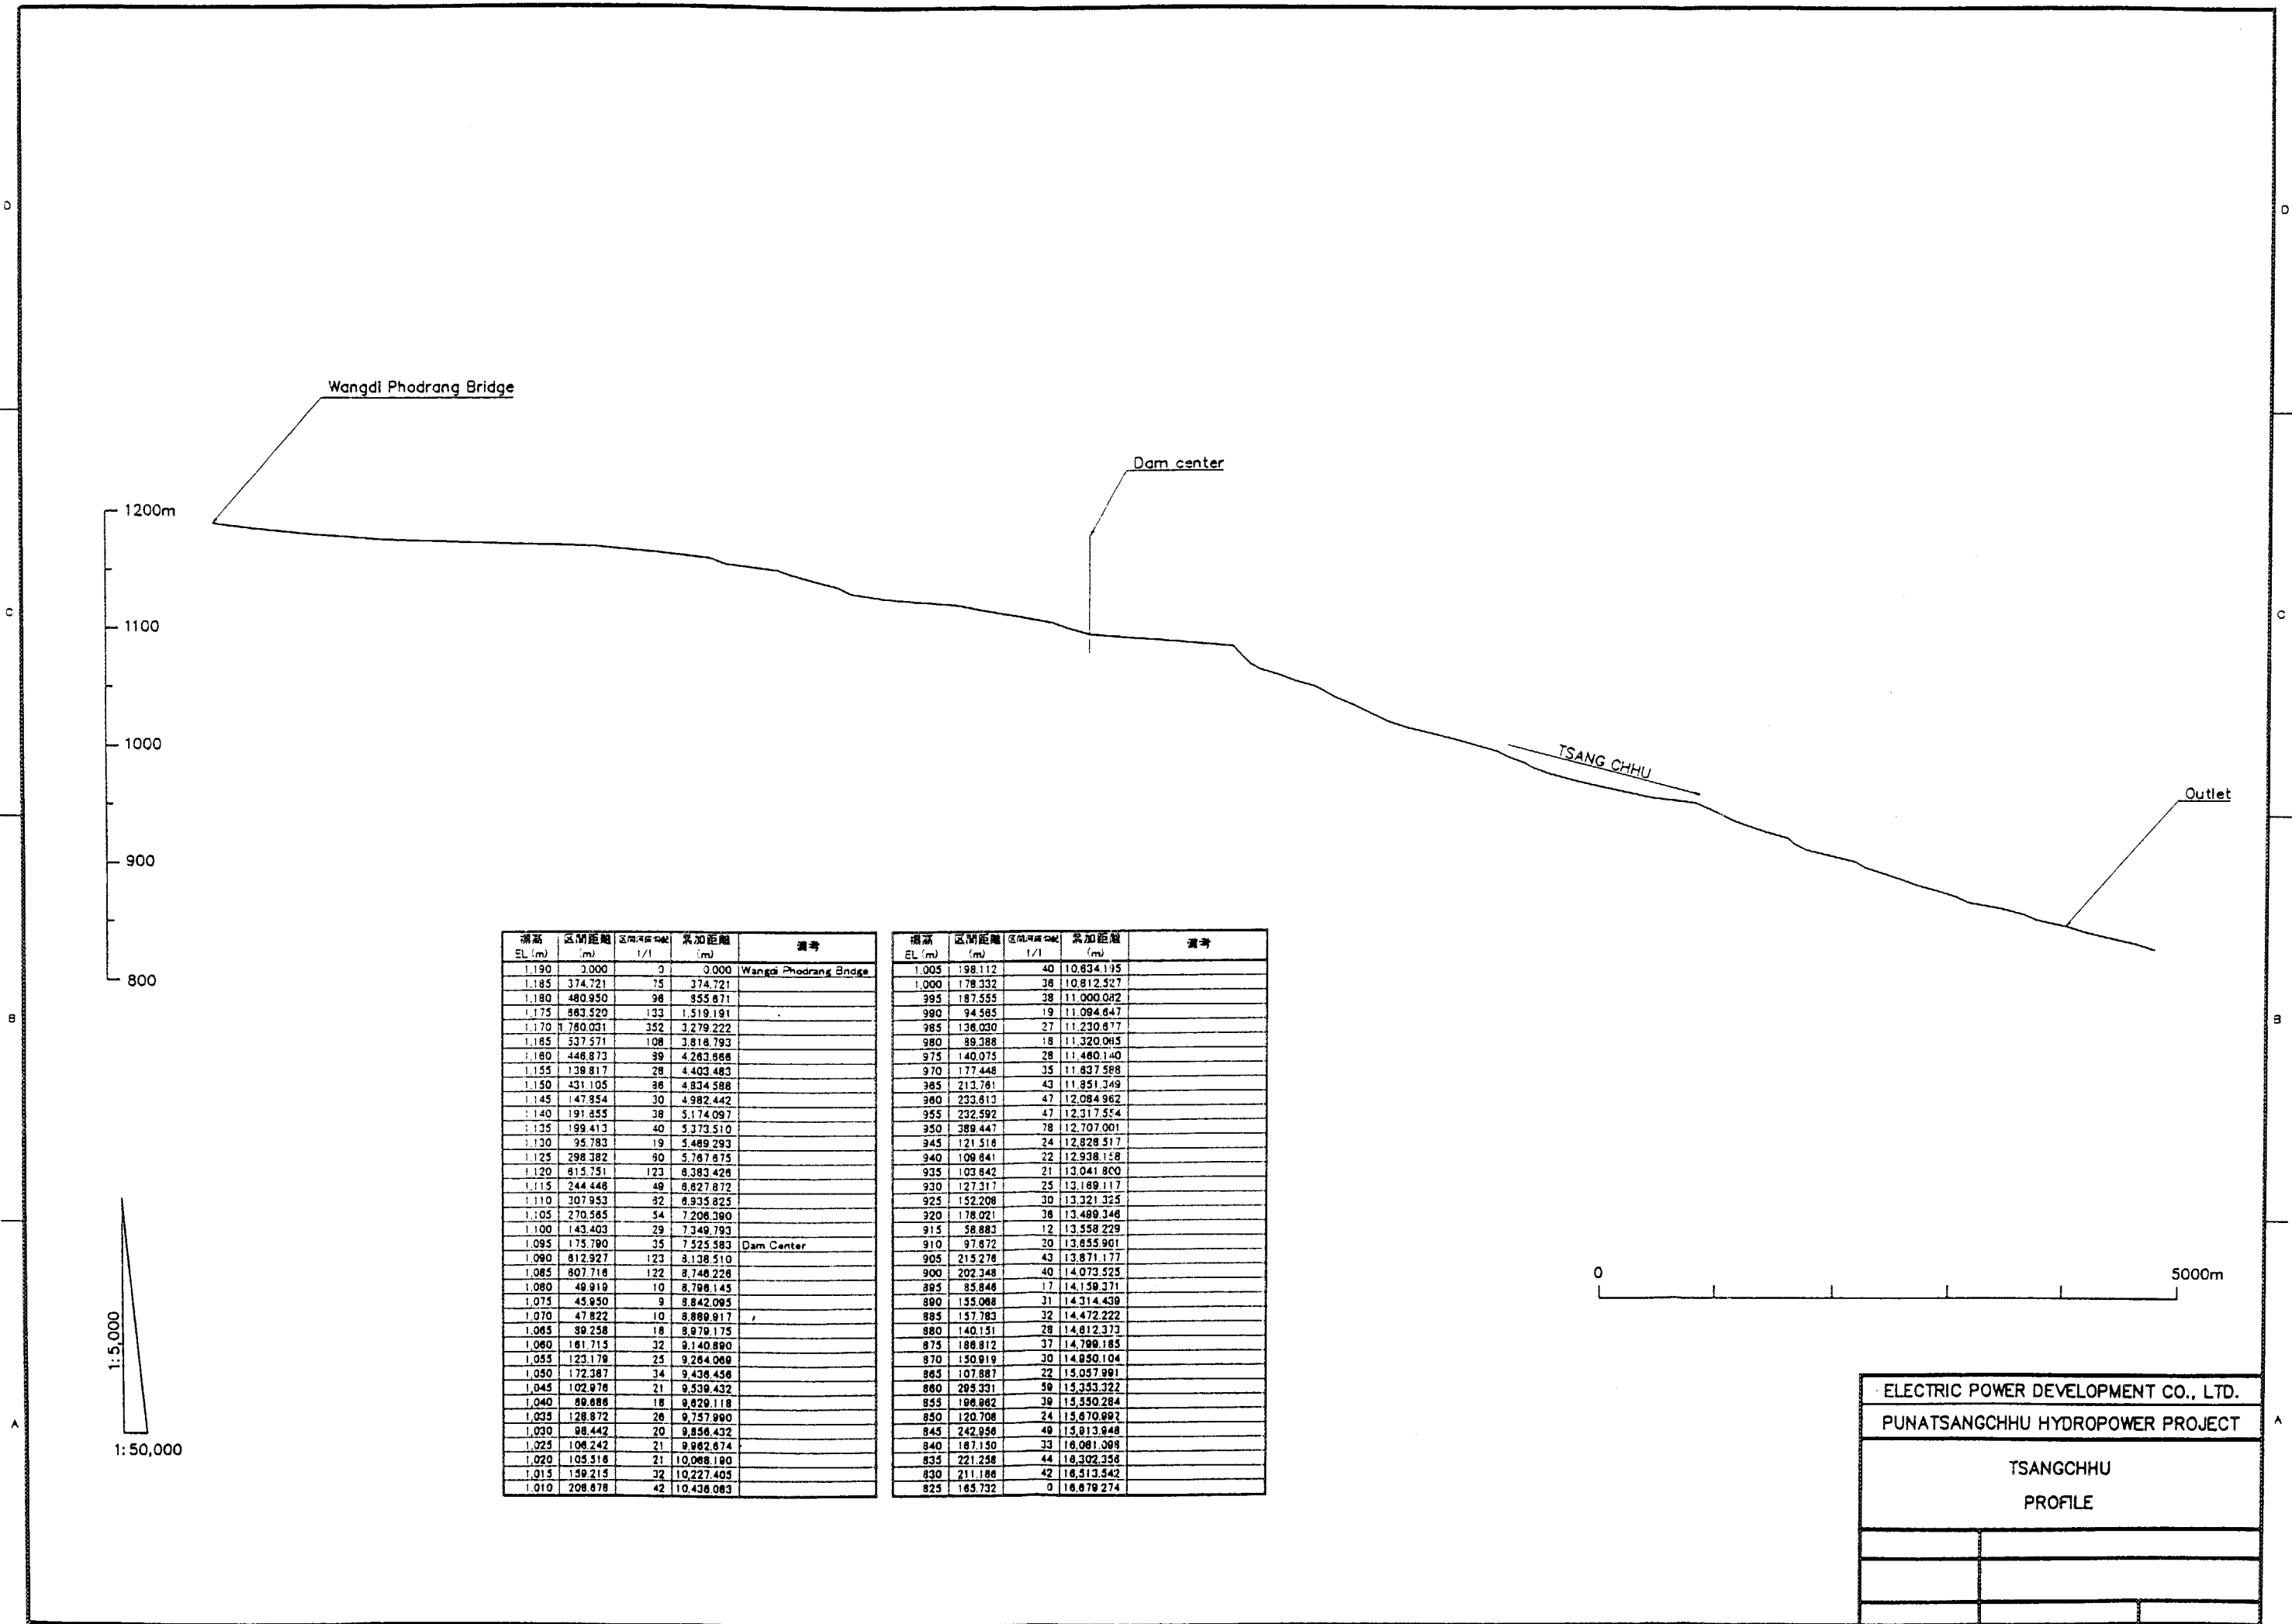 Wangdi Phodrang Bridge
Dam center
1200m
1100
1000
900
800
TSANG CHHU
Outlet
標高 区間距離 区間河床勾配 累加距離 備考
EL (m) (m) 1/I (m)
1,190 0.000 0 0.000 Wangdi Phodrang Bridge
1,185 374.721 75 374.721
1,180 480.950 96 855.671
1,175 663.520 133 1,519.191
1,170 1,760.031 352 3,279.222
1,165 537.571 108 3,816.793
1,160 446.873 89 4,263.666
1,155 139.817 28 4,403.483
1,150 431.105 86 4,834.588
1,145 147.854 30 4,982.442
1,140 191.655 38 5,174.097
1,135 199.413 40 5,373.510
1,130 95.783 19 5,469.293
1,125 298.382 60 5,767.675
1,120 615.751 123 6,383.426
1,115 244.446 49 6,627.872
1,110 307.953 62 6,935.825
1,105 270.565 54 7,206.390
1,100 143.403 29 7,349.793
1,095 175.790 35 7,525.583 Dam Center
1,090 612.927 123 8,138.510
1,085 607.716 122 8,746.226
1,080 49.919 10 8,796.145
1,075 45.950 9 8,842.095
1,070 47.822 10 8,889.917
1,065 89.258 18 8,979.175
1,060 161.715 32 9,140.890
1,055 123.179 25 9,264.069
1,050 172.387 34 9,436.456
1,045 102.976 21 9,539.432
1,040 89.686 18 9,629.118
1,035 128.872 26 9,757.990
1,030 98.442 20 9,856.432
1,025 106.242 21 9,962.674
1,020 105.516 21 10,068.190
1,015 159.215 32 10,227.405
1,010 208.678 42 10,436.083
標高 区間距離 区間河床勾配 累加距離 備考
EL (m) (m) 1/I (m)
1,005 198.112 40 10,634.195
1,000 178.332 36 10,812.527
995 187.555 38 11,000.082
990 94.565 19 11,094.647
985 136.030 27 11,230.677
980 89.388 18 11,320.065
975 140.075 28 11,460.140
970 177.448 35 11,637.588
965 213.761 43 11,851.349
960 233.613 47 12,084.962
955 232.592 47 12,317.554
950 389.447 78 12,707.001
945 121.516 24 12,828.517
940 109.641 22 12,938.158
935 103.642 21 13,041.800
930 127.317 25 13,169.117
925 152.208 30 13,321.325
920 178.021 36 13,499.346
915 58.883 12 13,558.229
910 97.672 20 13,655.901
905 215.276 43 13,871.177
900 202.348 40 14,073.525
895 85.846 17 14,159.371
890 155.068 31 14,314.439
885 157.783 32 14,472.222
880 140.151 28 14,612.373
875 186.812 37 14,799.185
870 150.919 30 14,950.104
865 107.887 22 15,057.991
860 295.331 59 15,353.322
855 196.962 39 15,550.284
850 120.708 24 15,670.992
845 242.956 49 15,913.948
840 167.150 33 16,081.098
835 221.258 44 16,302.356
830 211.186 42 16,513.542
825 165.732 0 16,679.274
0 5000m
1:5,000
1:50,000
ELECTRIC POWER DEVELOPMENT CO., LTD.
PUNATSANGCHHU HYDROPOWER PROJECT
TSANGCHHU
PROFILE
D
D
C
C
B
B
A
A